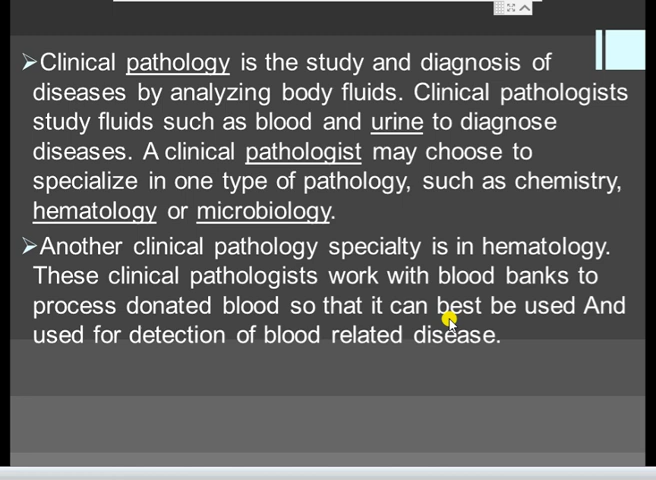 ➢Clinical pathology is the study and diagnosis of
diseases by analyzing body fluids. Clinical pathologists
study fluids such as blood and urine to diagnose
diseases. A clinical pathologist may choose to
specialize in one type of pathology, such as chemistry,
hematology or microbiology.
➢Another clinical pathology specialty is in hematology.
These clinical pathologists work with blood banks to
process donated blood so that it can best be used And
used for detection of blood related disease.